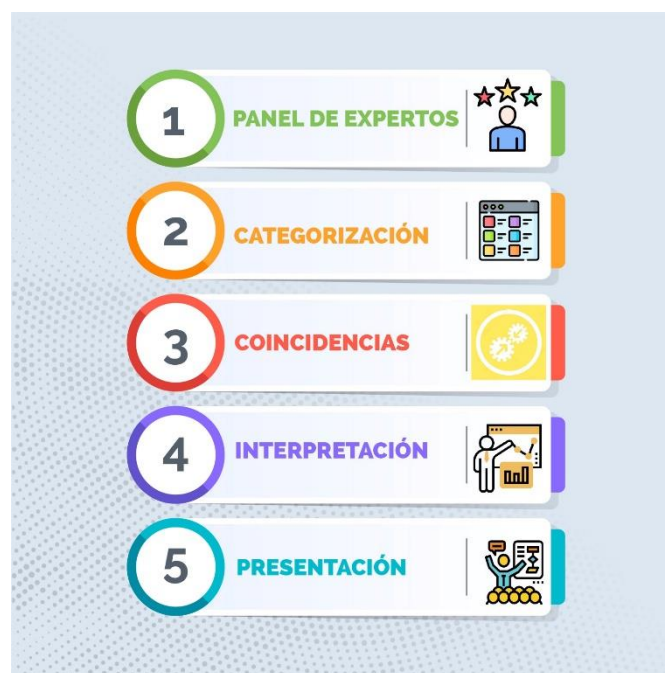 1 PANEL DE EXPERTOS
2 CATEGORIZACIÓN
3 COINCIDENCIAS
4 INTERPRETACIÓN
5 PRESENTACIÓN